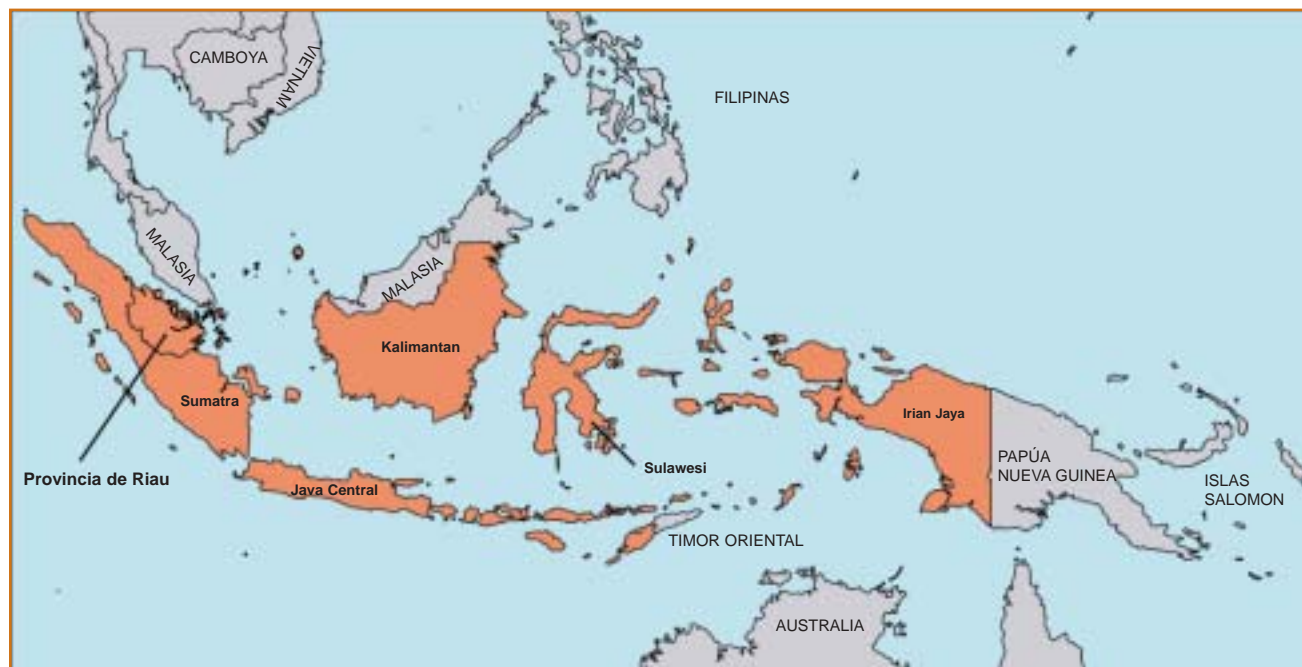 CAMBOYA
VIETNAM
FILIPINAS
MALASIA
MALASIA
Kalimantan
Sumatra
Irian Jaya
Provincia de Riau
Sulawesi
PAPÚA
NUEVA GUINEA
ISLAS
SALOMON
Java Central
TIMOR ORIENTAL
AUSTRALIA